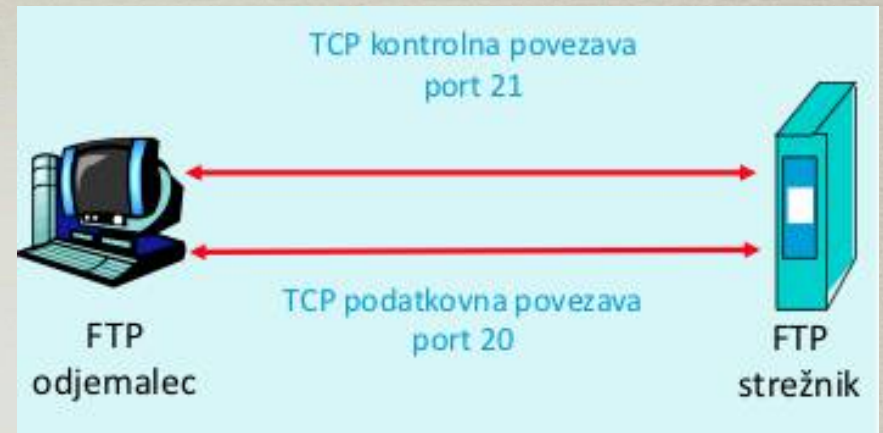 TCP kontrolna povezava
port 21
TCP podatkovna povezava
port 20
FTP
odjemalec
FTP
strežnik